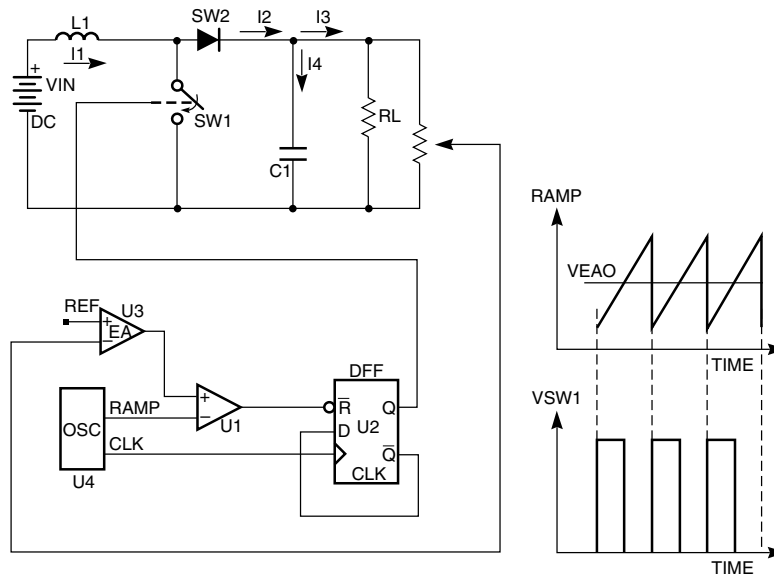 L1
SW2
I2
I3
I1
I4
+
VIN
DC
SW1
RL
C1
RAMP
VEAO
TIME
REF
U3
+
EA
−
DFF
RAMP
+
−
U1
R̅
Q
D
U2
OSC
CLK
Q̅
CLK
U4
VSW1
TIME